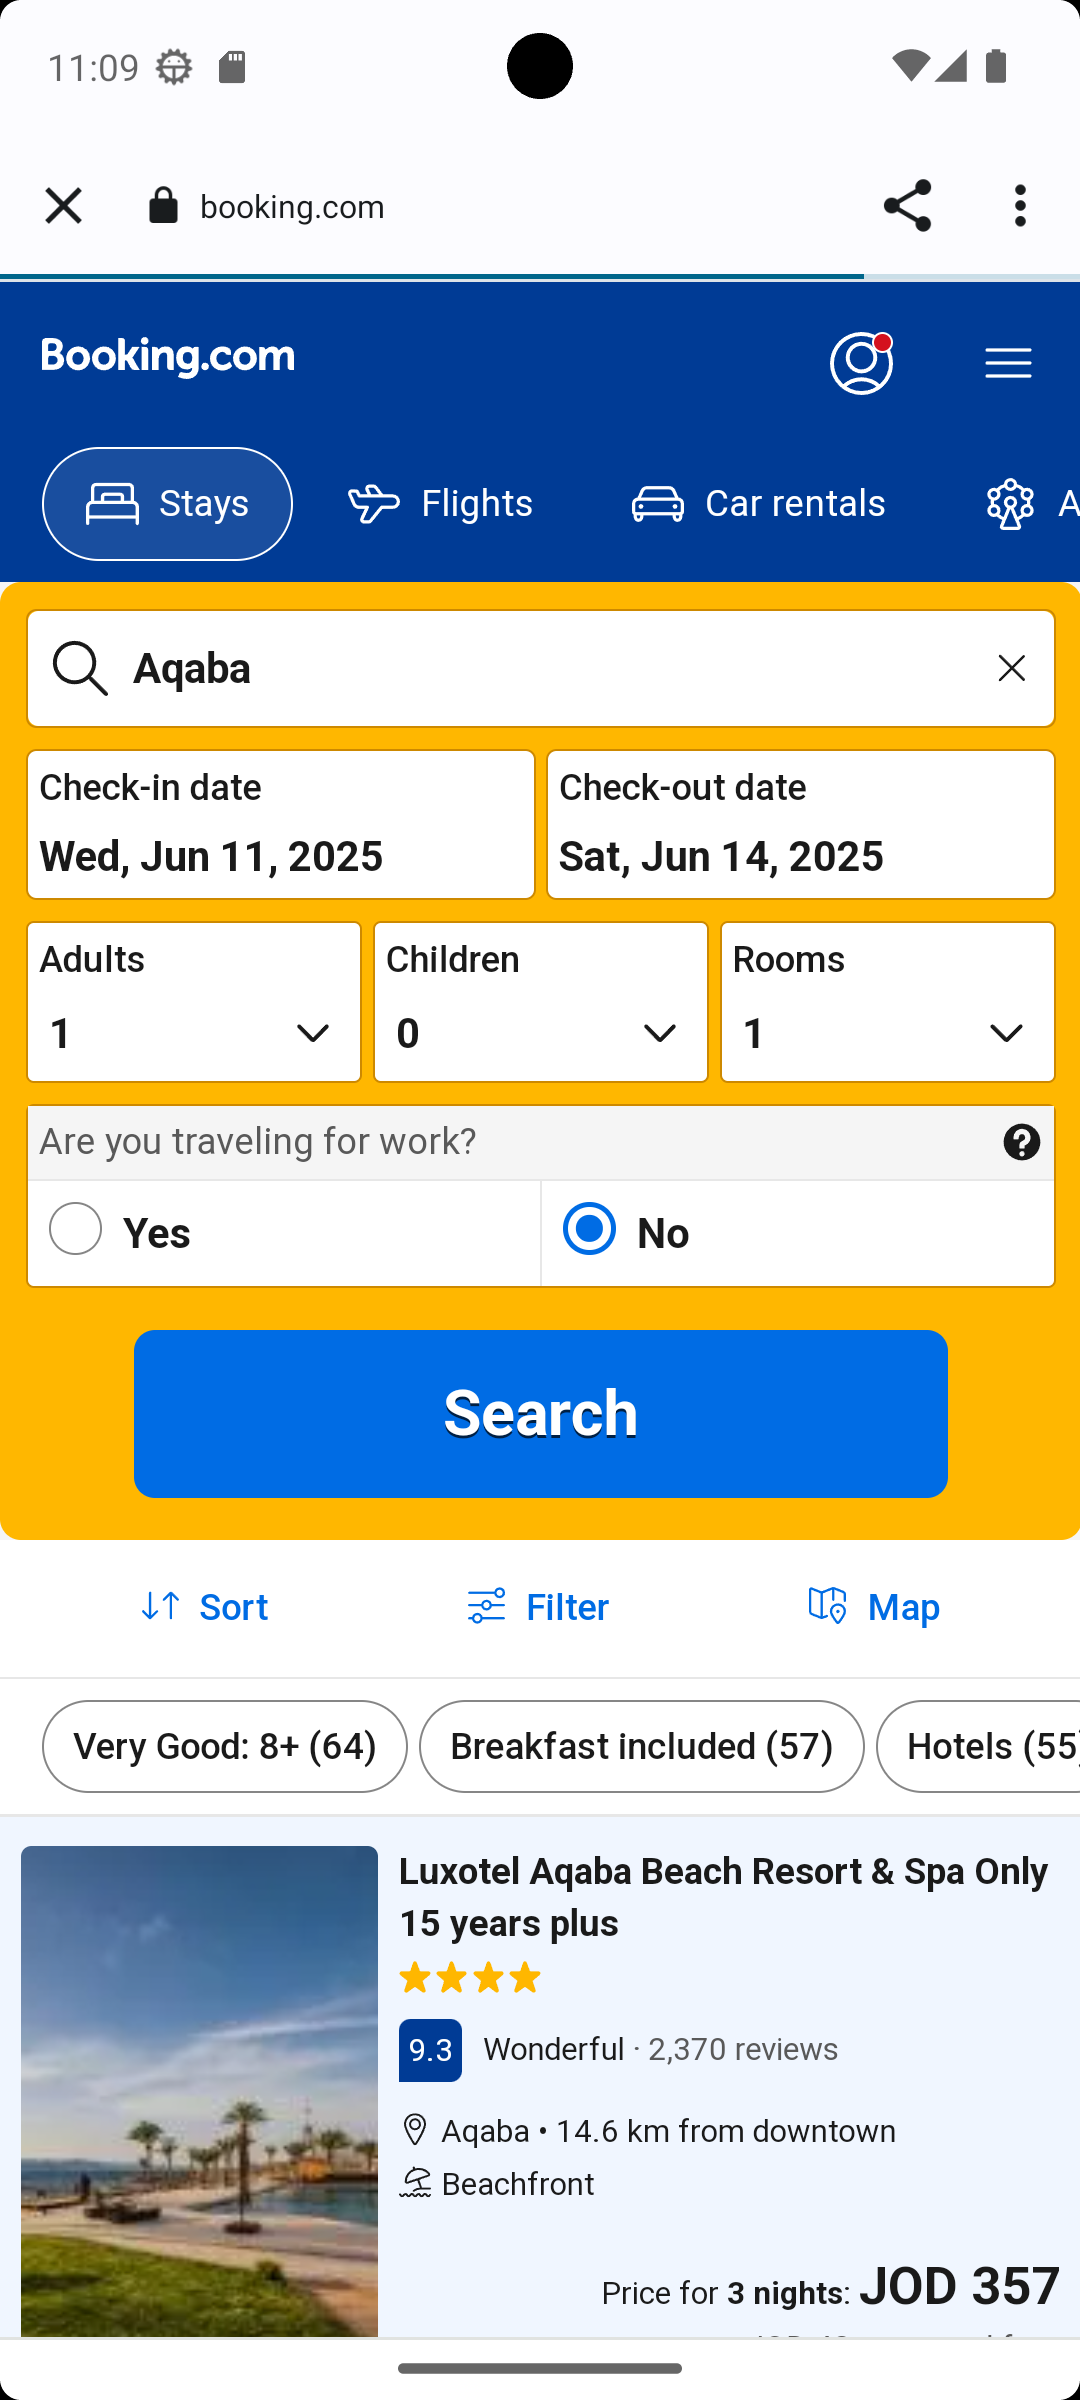 11:09
booking.com
Booking.com
Stays
Flights
Car rentals
A
Aqaba
Check-in date
Wed, Jun 11, 2025
Check-out date
Sat, Jun 14, 2025
Adults
1
Children
0
Rooms
1
Are you traveling for work?
Yes
No
Search
Sort
Filter
Map
Very Good: 8+ (64)
Breakfast included (57)
Hotels (55)
Luxotel Aqaba Beach Resort & Spa Only
15 years plus
9.3 Wonderful · 2,370 reviews
Aqaba • 14.6 km from downtown
Beachfront
Price for 3 nights: JOD 357